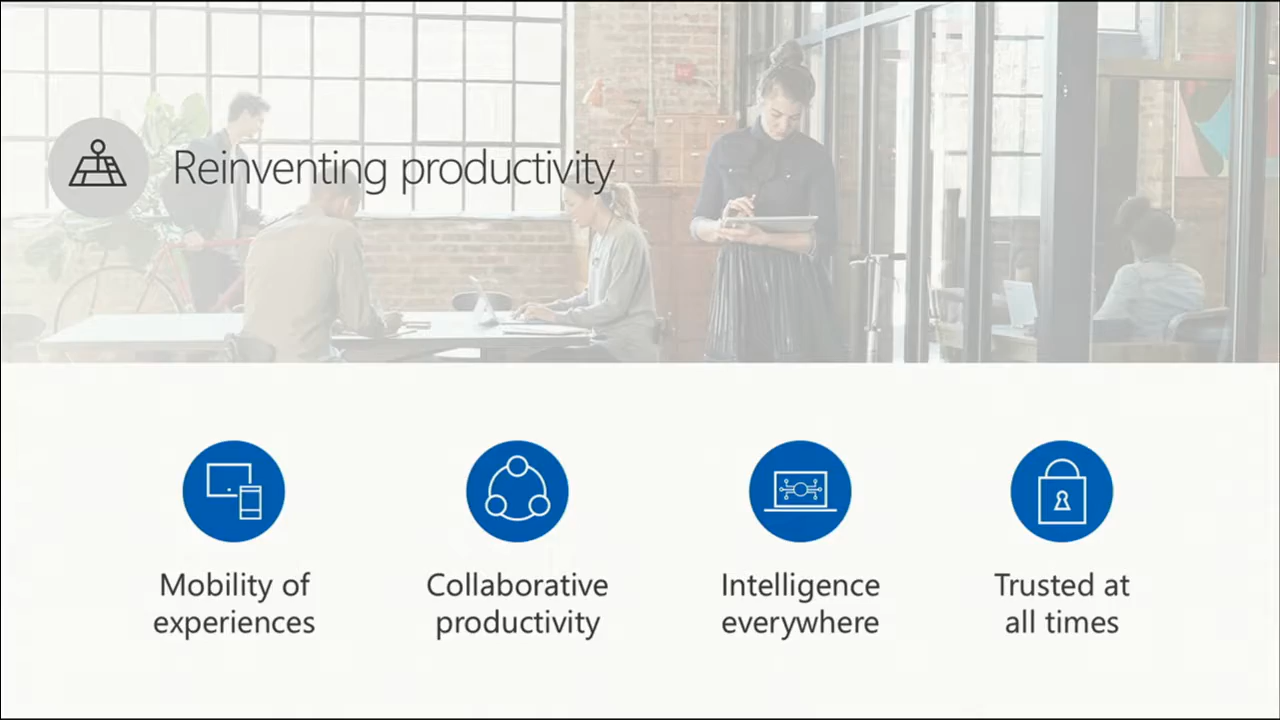 Reinventing productivity
Mobility of
experiences
Collaborative
productivity
Intelligence
everywhere
Trusted at
all times